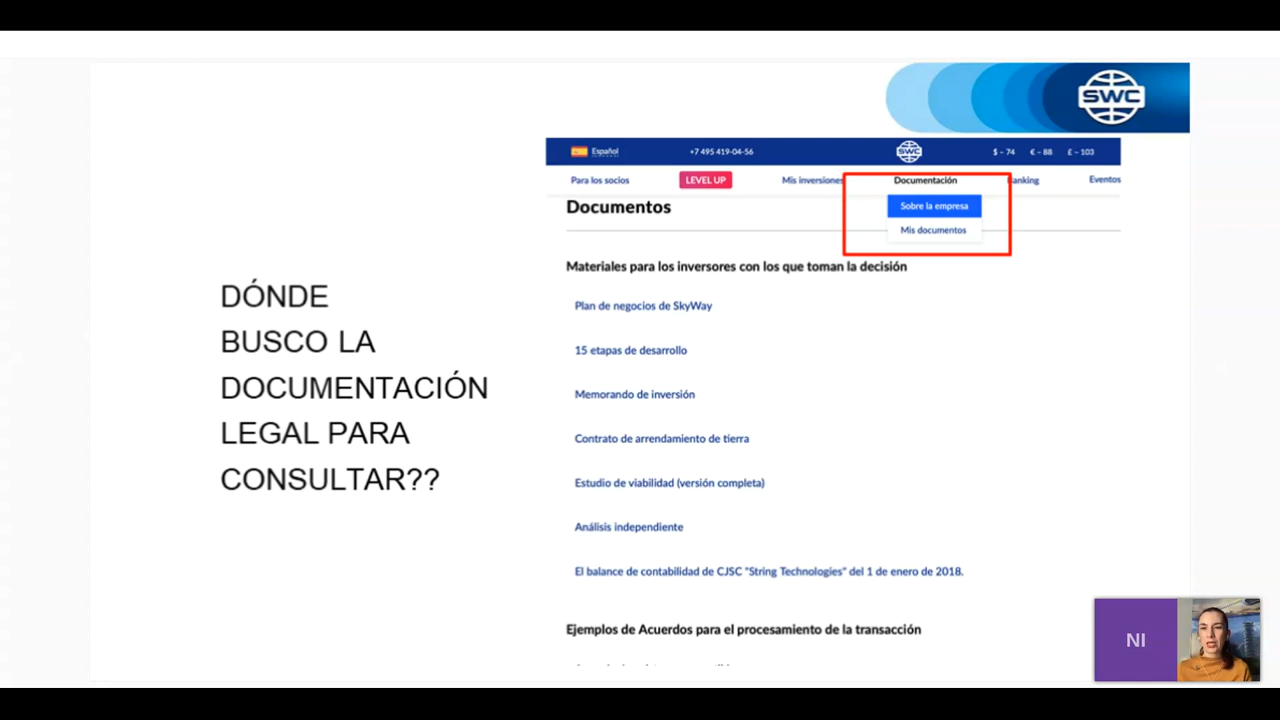 SWC
Español
+7 495 419-04-56
SWC
$ – 74
€ – 88
£ – 103
Para los socios
LEVEL UP
Mis inversiones
Documentación
Banking
Eventos
Sobre la empresa
Mis documentos
Documentos
Materiales para los inversores con los que toman la decisión
Plan de negocios de SkyWay
15 etapas de desarrollo
Memorando de inversión
Contrato de arrendamiento de tierra
Estudio de viabilidad (versión completa)
Análisis independiente
El balance de contabilidad de CJSC "String Technologies" del 1 de enero de 2018.
Ejemplos de Acuerdos para el procesamiento de la transacción
DÓNDE
BUSCO LA
DOCUMENTACIÓN
LEGAL PARA
CONSULTAR??
NI